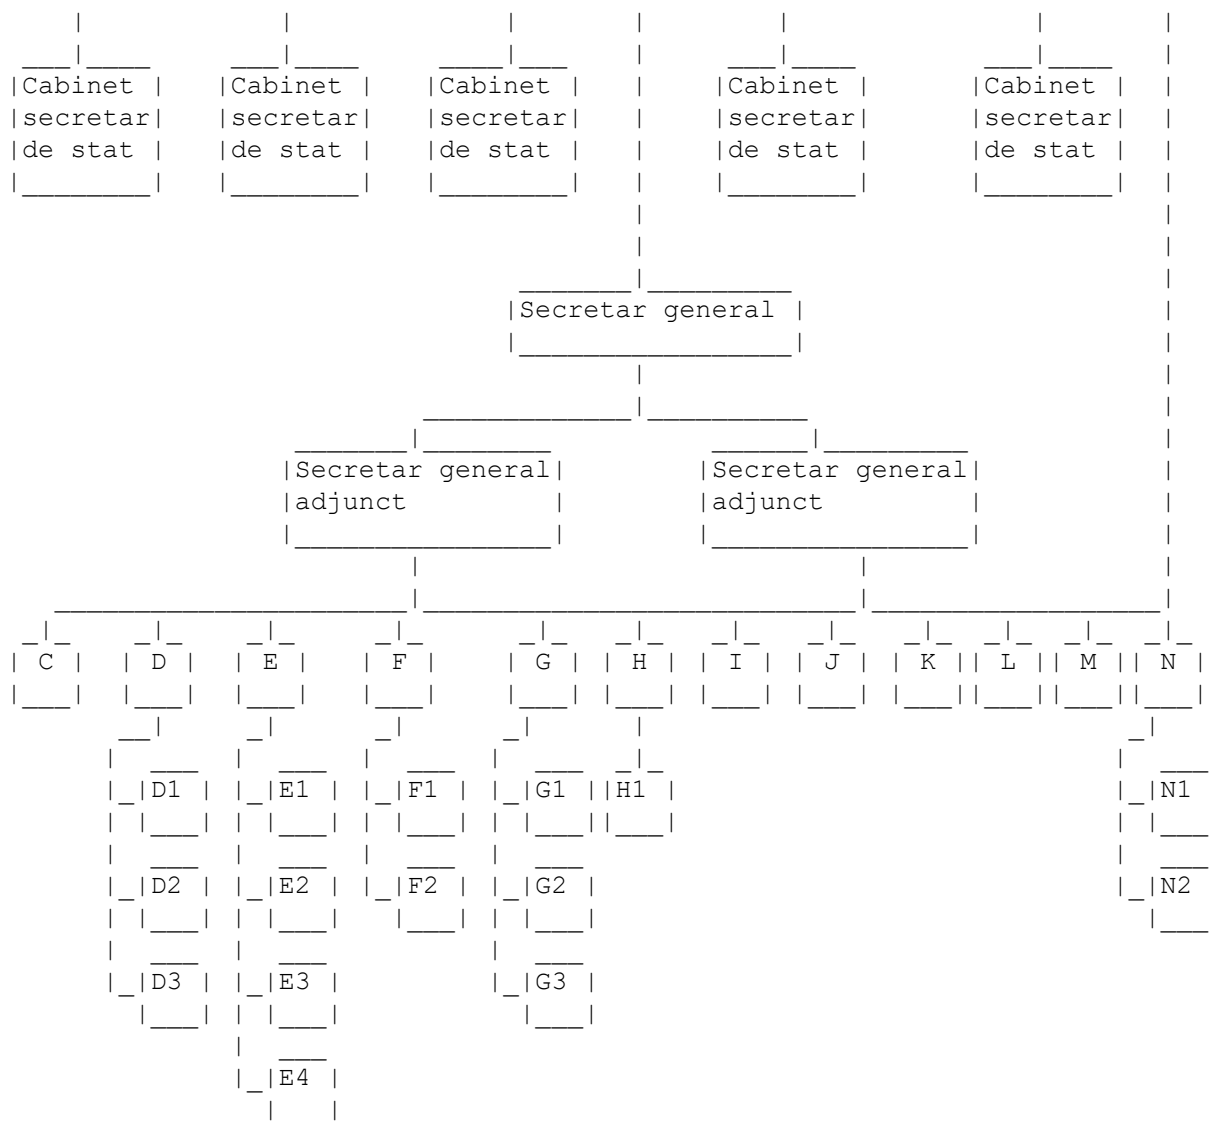 Cabinet Cabinet Cabinet Cabinet Cabinet
secretar secretar secretar secretar secretar
de stat de stat de stat de stat de stat
Secretar general
Secretar general Secretar general
adjunct adjunct
C D E F G H I J K L M N
D1 E1 F1 G1 H1 N1
D2 E2 F2 G2 N2
D3 E3 G3
E4